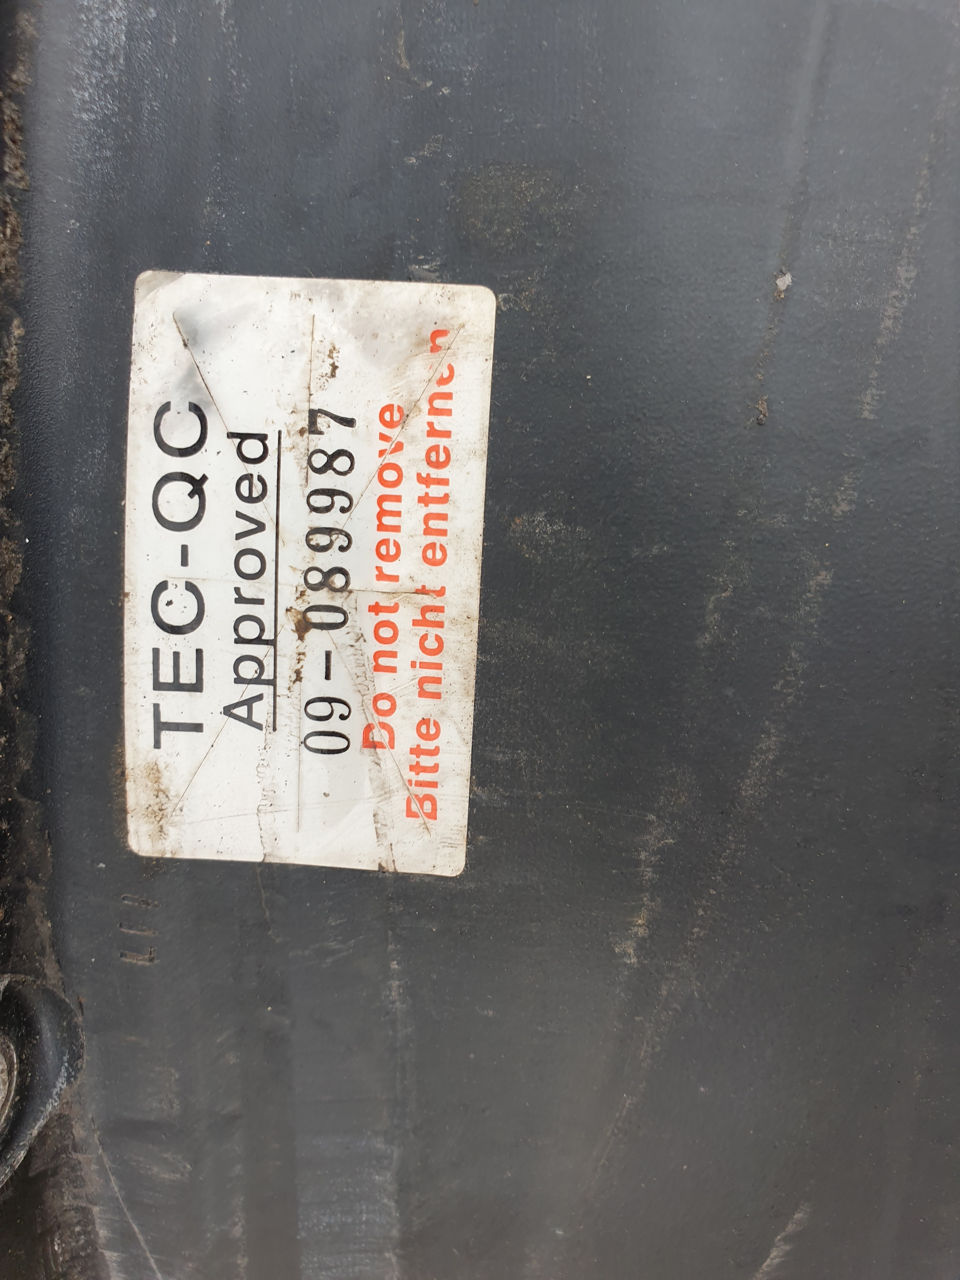 TEC-QC
Approved
09-089987
Do not remove
Bitte nicht entfernen